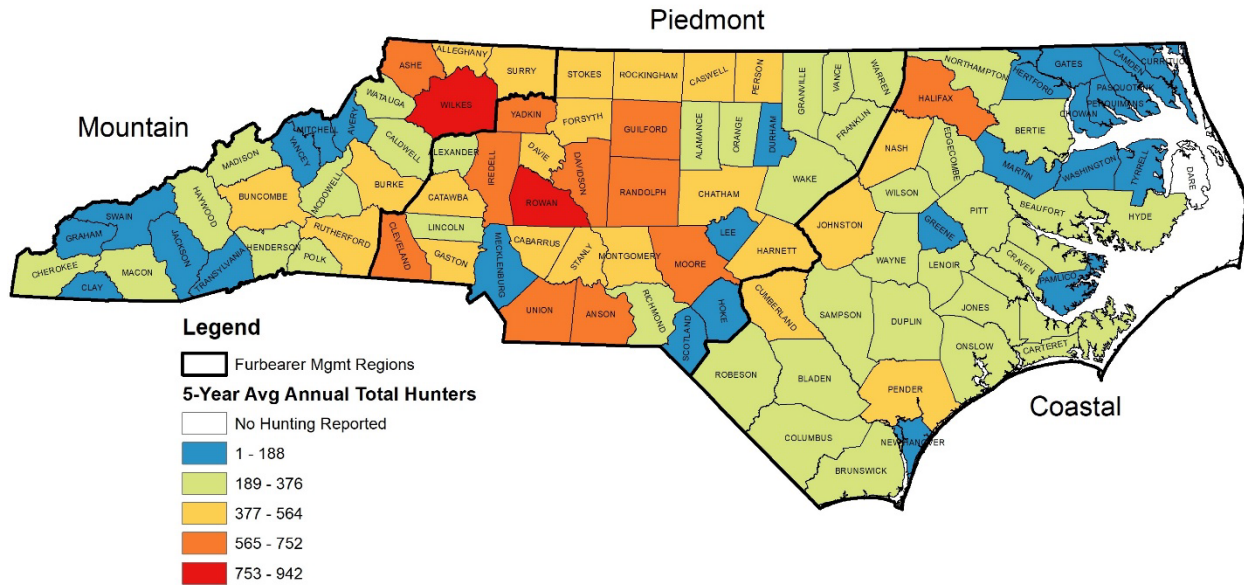 Piedmont
Mountain
Coastal
ALLEGHANY
ASHE
SURRY
STOKES
ROCKINGHAM
CASWELL
PERSON
GRANVILLE
VANCE
WARREN
NORTHAMPTON
HERTFORD
GATES
CAMDEN
CURRITUCK
PASQUOTANK
PERQUIMANS
CHOWAN
WATAUGA
WILKES
YADKIN
FORSYTH
GUILFORD
ALAMANCE
ORANGE
DURHAM
FRANKLIN
HALIFAX
BERTIE
MITCHELL
AVERY
YANCEY
CALDWELL
ALEXANDER
IREDELL
DAVIE
DAVIDSON
RANDOLPH
CHATHAM
WAKE
NASH
EDGECOMBE
MARTIN
WASHINGTON
TYRRELL
DARE
MADISON
HAYWOOD
BUNCOMBE
MCDOWELL
BURKE
CATAWBA
ROWAN
WILSON
PITT
BEAUFORT
HYDE
SWAIN
GRAHAM
JACKSON
HENDERSON
RUTHERFORD
POLK
CLEVELAND
LINCOLN
GASTON
MECKLENBURG
CABARRUS
STANLY
MONTGOMERY
MOORE
LEE
HARNETT
JOHNSTON
GREENE
WAYNE
LENOIR
CRAVEN
PAMLICO
CHEROKEE
CLAY
MACON
TRANSYLVANIA
UNION
ANSON
RICHMOND
SCOTLAND
HOKE
CUMBERLAND
SAMPSON
DUPLIN
JONES
ONSLOW
CARTERET
ROBESON
BLADEN
PENDER
NEW HANOVER
COLUMBUS
BRUNSWICK
Legend
Furbearer Mgmt Regions
5-Year Avg Annual Total Hunters
No Hunting Reported
1 - 188
189 - 376
377 - 564
565 - 752
753 - 942